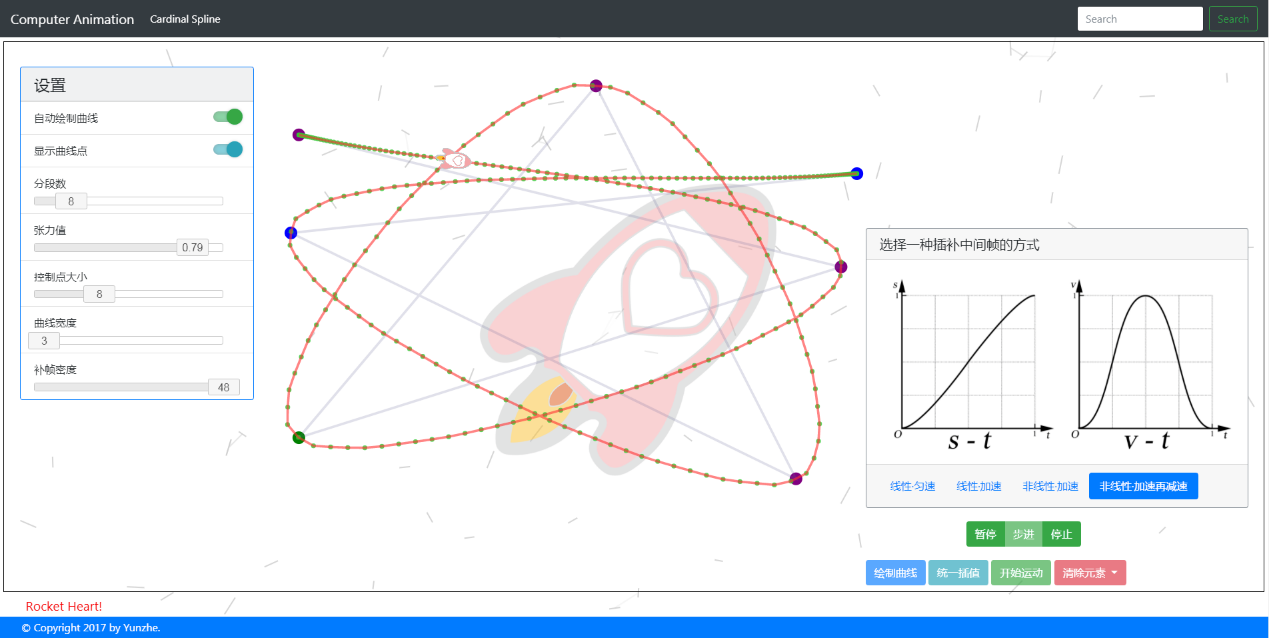 Computer Animation Cardinal Spline Search Search
设置
自动绘制曲线
显示曲线点
分段数
8
张力值
0.79
控制点大小
8
曲线宽度
3
补帧密度
48
选择一种插补中间帧的方式
s
1
O
1
t
s - t
v
1
O
1
t
v - t
线性·匀速 线性·加速 非线性·加速 非线性·加速再减速
暂停 步进 停止
绘制曲线 统一插值 开始运动 清除元素
Rocket Heart!
© Copyright 2017 by Yunzhe.